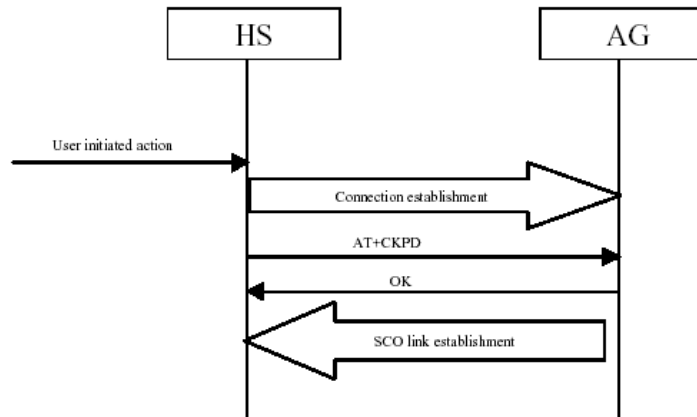 HS
AG
User initiated action
Connection establishment
AT+CKPD
OK
SCO link establishment